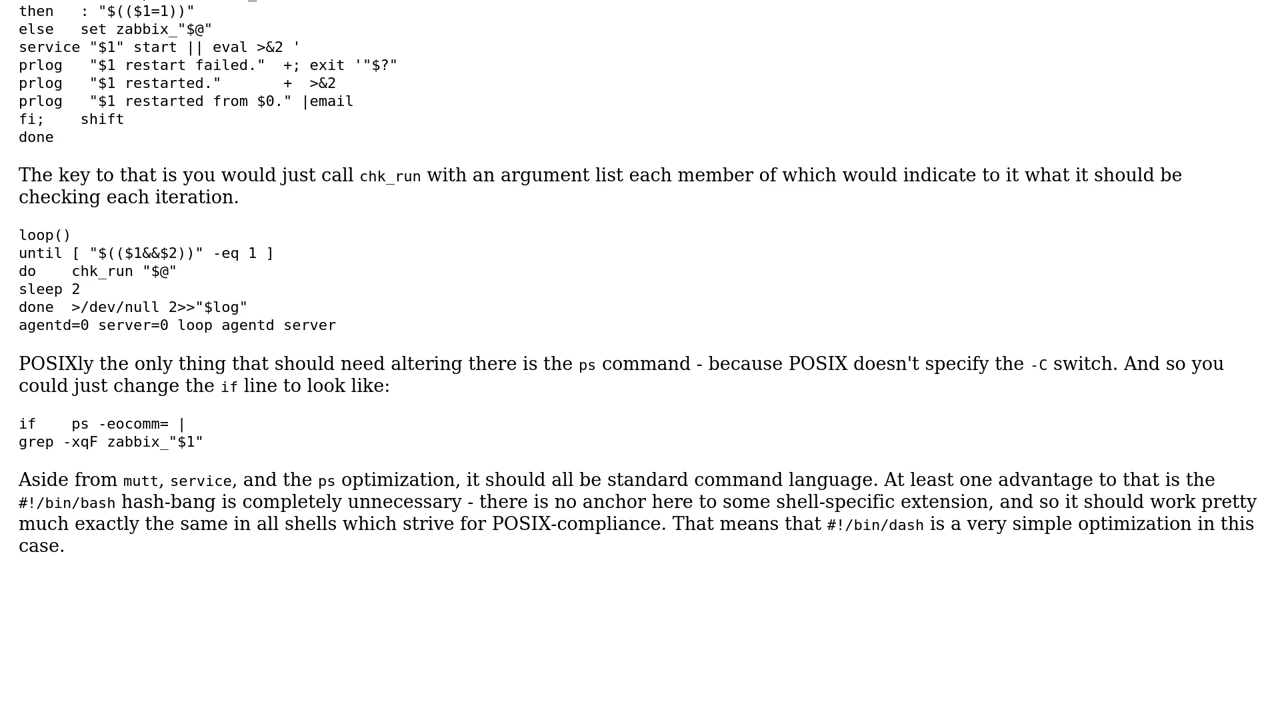 then   : "$(($1=1))"
else   set zabbix_"$@"
service "$1" start || eval >&2 '
prlog   "$1 restart failed."  +; exit '"$?"
prlog   "$1 restarted."       +  >&2
prlog   "$1 restarted from $0." |email
fi;    shift
done
The key to that is you would just call chk_run with an argument list each member of which would indicate to it what it should be
checking each iteration.
loop()
until [ "$(($1&&$2))" -eq 1 ]
do    chk_run "$@"
sleep 2
done  >/dev/null 2>>"$log"
agentd=0 server=0 loop agentd server
POSIXly the only thing that should need altering there is the ps command - because POSIX doesn't specify the -C switch. And so you
could just change the if line to look like:
if    ps -eocomm= |
grep -xqF zabbix_"$1"
Aside from mutt, service, and the ps optimization, it should all be standard command language. At least one advantage to that is the
#!/bin/bash hash-bang is completely unnecessary - there is no anchor here to some shell-specific extension, and so it should work pretty
much exactly the same in all shells which strive for POSIX-compliance. That means that #!/bin/dash is a very simple optimization in this
case.